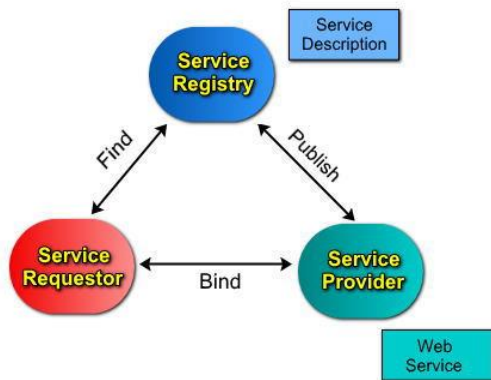 Service
Description
Service
Registry
Find
Publish
Service
Requestor
Bind
Service
Provider
Web
Service